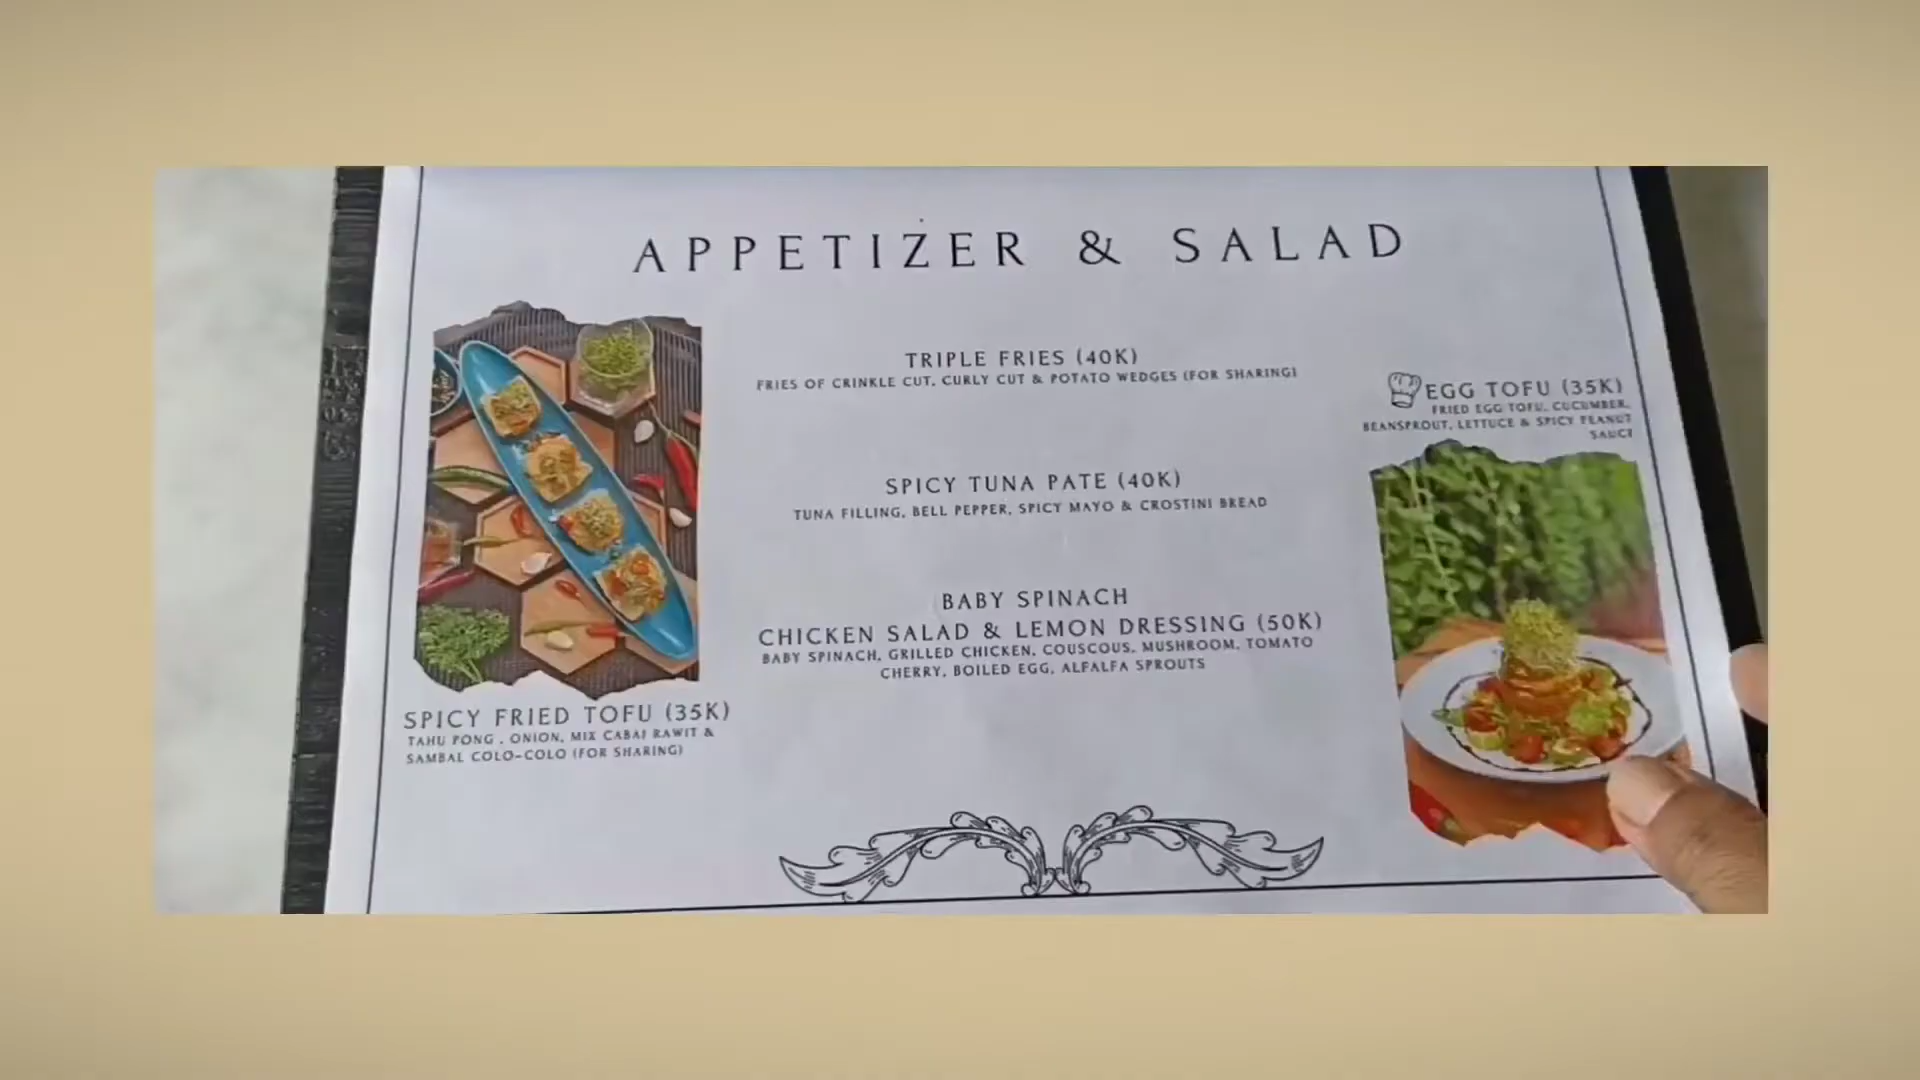 APPETIZER & SALAD
TRIPLE FRIES (40K)
FRIES OF CRINKLE CUT, CURLY CUT & POTATO WEDGES (FOR SHARING)
SPICY TUNA PATE (40K)
TUNA FILLING, BELL PEPPER, SPICY MAYO & CROSTINI BREAD
BABY SPINACH
CHICKEN SALAD & LEMON DRESSING (50K)
BABY SPINACH, GRILLED CHICKEN, COUSCOUS, MUSHROOM, TOMATO
CHERRY, BOILED EGG, ALFALFA SPROUTS
SPICY FRIED TOFU (35K)
TAHU PONG , ONION, MIX CABAI RAWIT &
SAMBAL COLO-COLO (FOR SHARING)
EGG TOFU (35K)
FRIED EGG TOFU, CUCUMBER,
BEANSPROUT, LETTUCE & SPICY PEANUT
SAUCE